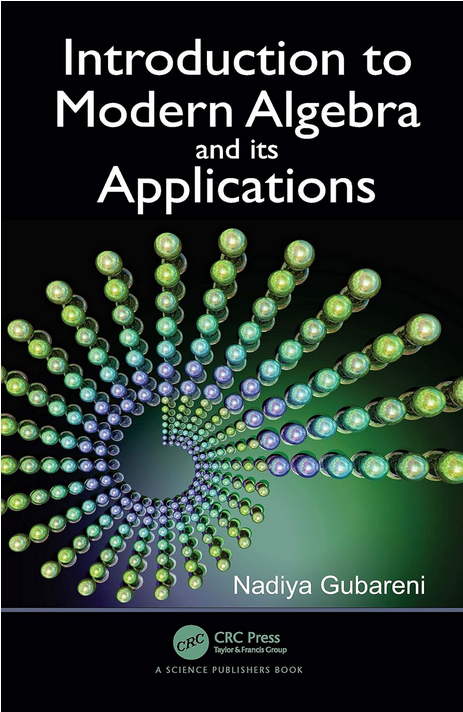 Introduction to
Modern Algebra
and its
Applications
Nadiya Gubareni
CRC
CRC Press
Taylor & Francis Group
A SCIENCE PUBLISHERS BOOK